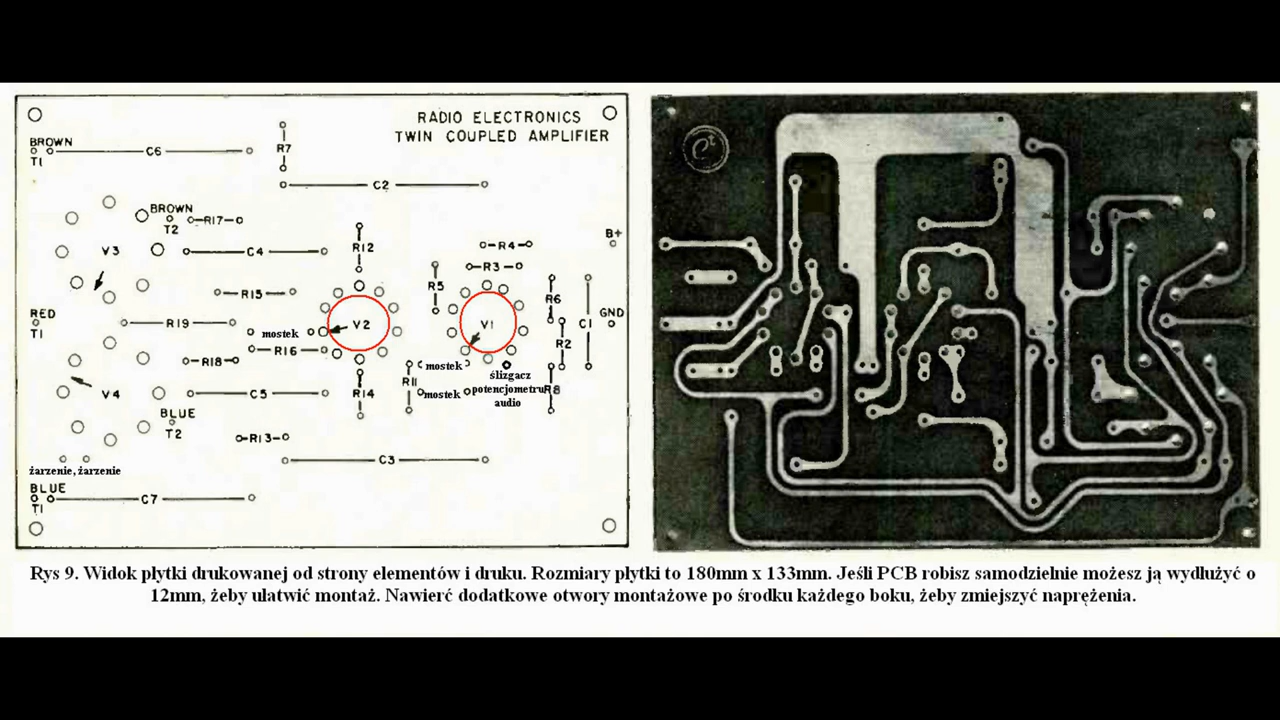 RADIO ELECTRONICS
TWIN COUPLED AMPLIFIER
BROWN
T1
C6
R7
C2
BROWN
T2
R17
V3
C4
R12
R4
B+
R3
R5
R6
R15
RED
T1
R19
mostek
V2
V1
C1
GND
R2
R16
R18
mostek
ślizgacz
potencjometru
audio
R11
mostek
R8
V4
C5
R14
BLUE
T2
R13
C3
żarzenie, żarzenie
BLUE
T1
C7
et
Rys 9. Widok płytki drukowanej od strony elementów i druku. Rozmiary płytki to 180mm x 133mm. Jeśli PCB robisz samodzielnie możesz ją wydłużyć o
12mm, żeby ułatwić montaż. Nawierć dodatkowe otwory montażowe po środku każdego boku, żeby zmiejszyć naprężenia.